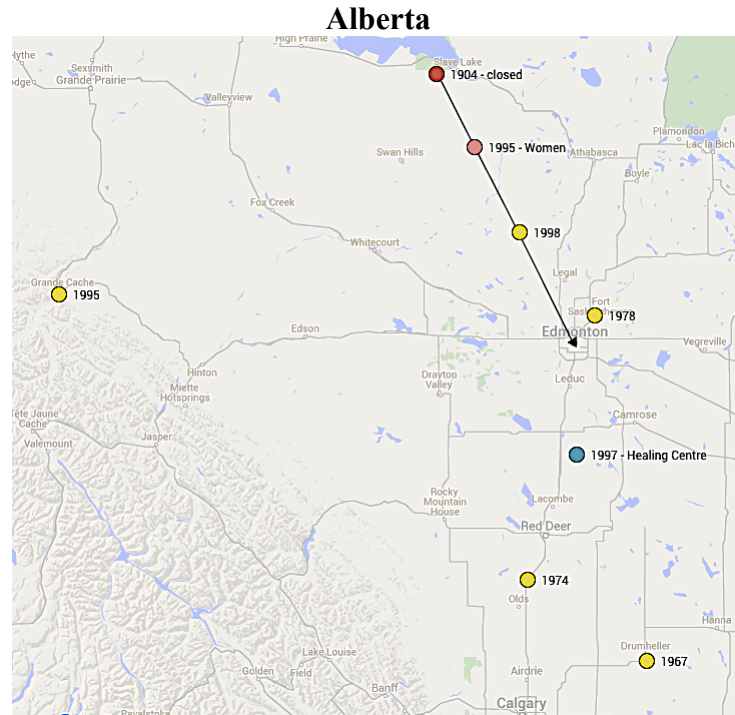 Alberta
High Prairie
Slave Lake
Sexsmith
Grande Prairie
1904 - closed
Valleyview
Plamondon
Swan Hills
1995 - Women
Athabasca
Boyle
Fox Creek
1998
Whitecourt
Legal
Grande Cache
1995
Fort
1978
Edmonton
Edson
Vegreville
Hinton
Drayton
Valley
Leduc
Miette
Hotsprings
Camrose
Cache
Jasper
Valemount
1997 - Healing Centre
Rocky
Mountain
House
Lacombe
Red Deer
1974
Olds
Hanna
Drumheller
Lake Louise
1967
Golden
Field
Airdrie
Banff
Calgary